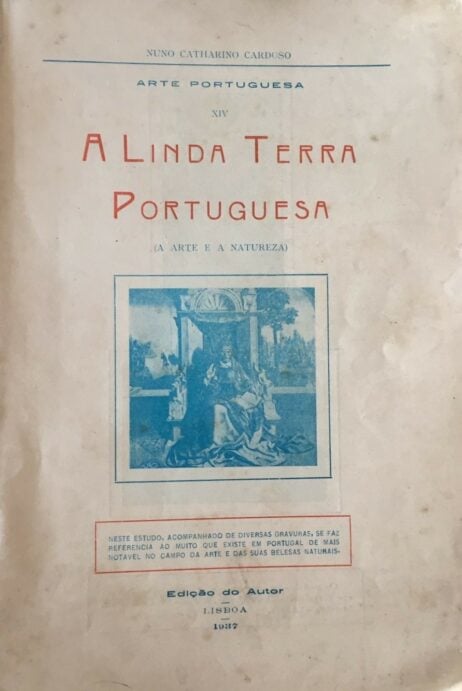 NUNO CATHARINO CARDOSO
ARTE PORTUGUESA
XIV
A LINDA TERRA
PORTUGUESA
(A ARTE E A NATUREZA)
NESTE ESTUDO, ACOMPANHADO DE DIVERSAS GRAVURAS, SE FAZ
REFERENCIA AO MUITO QUE EXISTE EM PORTUGAL DE MAIS
NOTAVEL NO CAMPO DA ARTE E DAS SUAS BELESAS NATURAIS.
Edição do Autor
LISBOA
1937